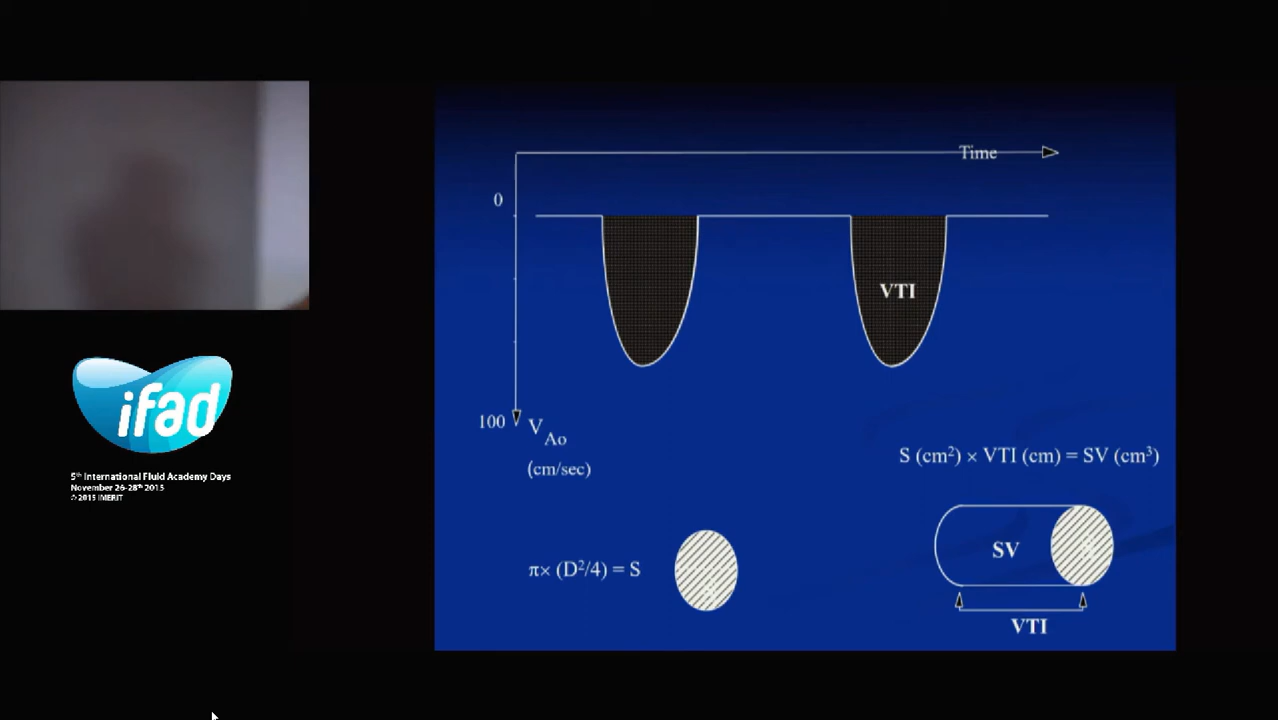 ifad
5th International Fluid Academy Days
November 26-28th 2015
© 2015 IMERiT
Time
0
VTI
100
V Ao
(cm/sec)
S (cm²) × VTI (cm) = SV (cm³)
π× (D²/4) = S
SV
VTI